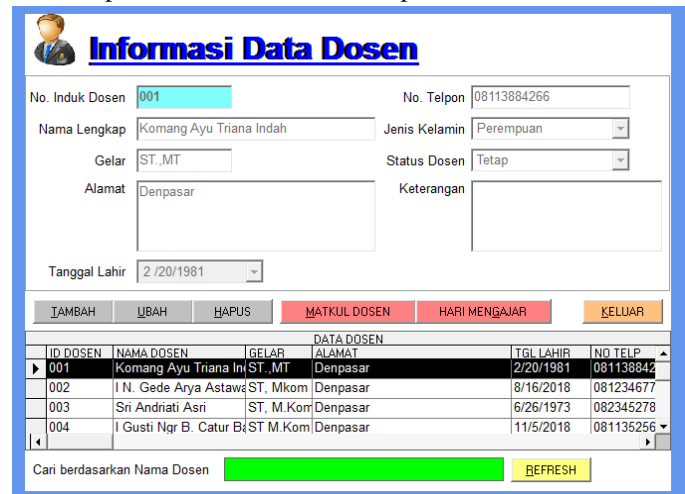 Informasi Data Dosen
No. Induk Dosen 001 No. Telpon 08113884266
Nama Lengkap Komang Ayu Triana Indah Jenis Kelamin Perempuan
Gelar ST.,MT Status Dosen Tetap
Alamat Denpasar Keterangan
Tanggal Lahir 2 /20/1981
TAMBAH UBAH HAPUS MATKUL DOSEN HARI MENGAJAR KELUAR
DATA DOSEN
ID DOSEN NAMA DOSEN GELAR ALAMAT TGL LAHIR NO TELP
001 Komang Ayu Triana In ST.,MT Denpasar 2/20/1981 081138842
002 I N. Gede Arya Astawa ST, Mkom Denpasar 8/16/2018 081234677
003 Sri Andriati Asri ST, M.Kom Denpasar 6/26/1973 082345278
004 I Gusti Ngr B. Catur Ba ST M.Kom Denpasar 11/5/2018 081135256
Cari berdasarkan Nama Dosen REFRESH